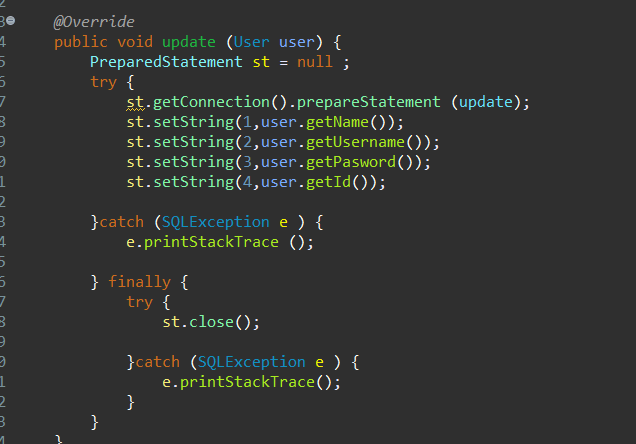 @Override
public void update (User user) {
PreparedStatement st = null ;
try {
st.getConnection().prepareStatement (update);
st.setString(1,user.getName());
st.setString(2,user.getUsername());
st.setString(3,user.getPasword());
st.setString(4,user.getId());
}catch (SQLException e ) {
e.printStackTrace ();
} finally {
try {
st.close();
}catch (SQLException e ) {
e.printStackTrace();
}
}
}